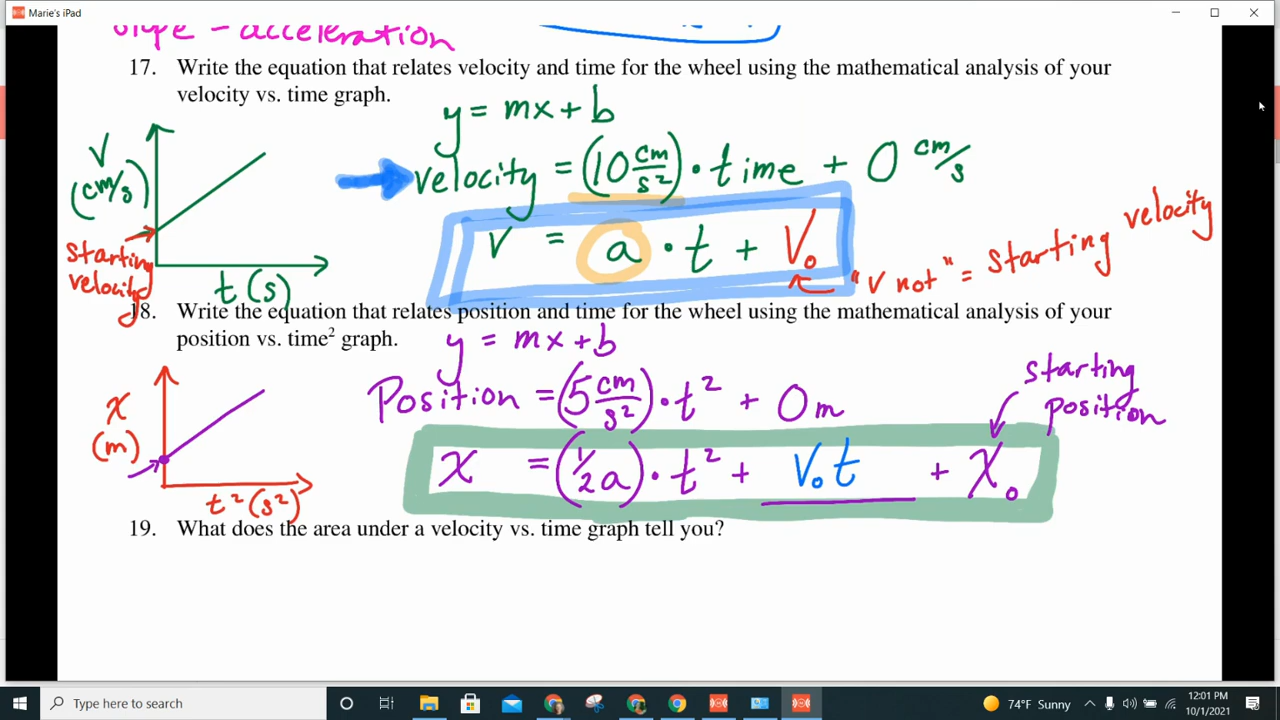 Marie's iPad
slope - acceleration
17. Write the equation that relates velocity and time for the wheel using the mathematical analysis of your
velocity vs. time graph.
y = mx + b
V
(cm/s)
velocity = (10 cm/s²) · time + 0 cm/s
starting
velocity
t (s)
v = a · t + V₀
"v not" = starting velocity
18. Write the equation that relates position and time for the wheel using the mathematical analysis of your
position vs. time² graph.
y = mx + b
x
(m)
Position = (5 cm/s²) · t² + 0m
starting
position
x = (½a) · t² + V₀t + X₀
t² (s²)
19. What does the area under a velocity vs. time graph tell you?
Type here to search
74°F Sunny
12:01 PM
10/1/2021